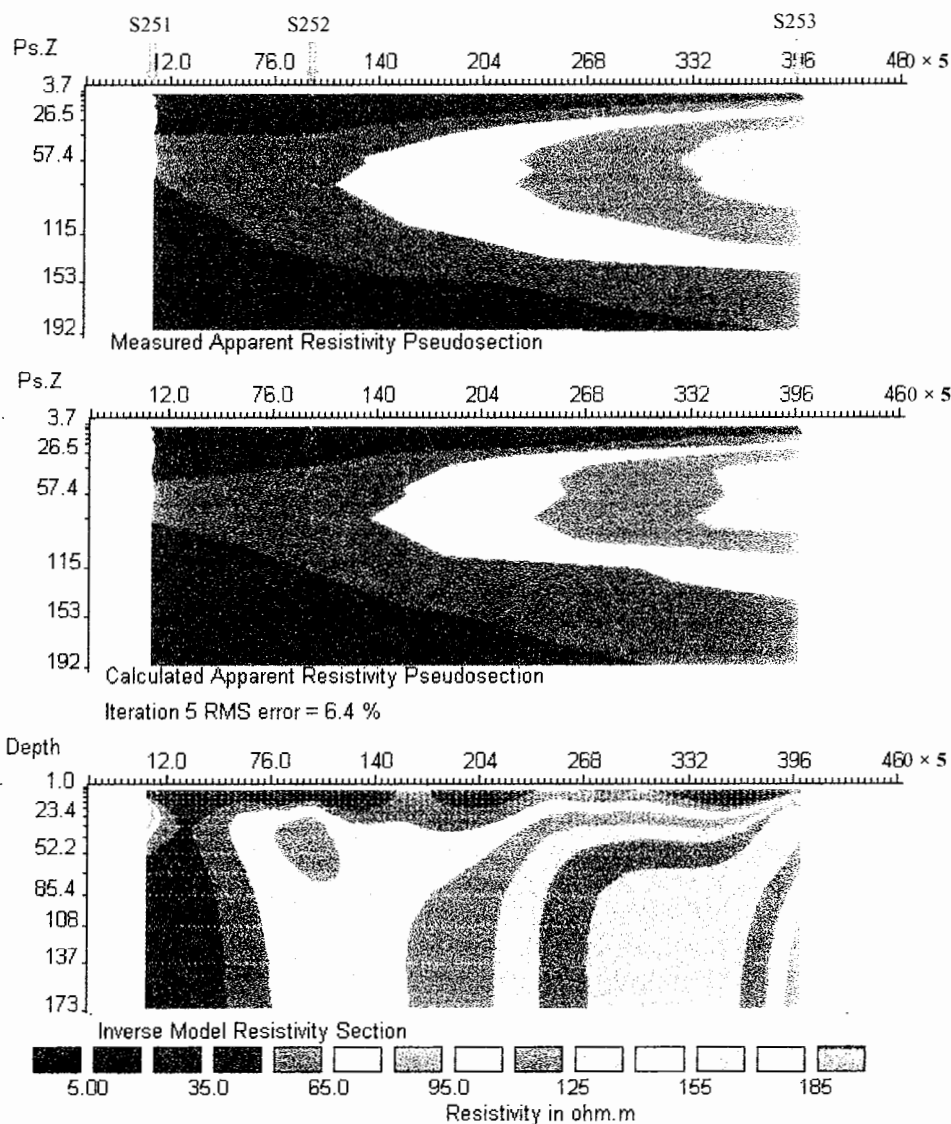 S251 S252 S253
Ps.Z 12.0 76.0 140 204 268 332 396 460 × 5
3.7
26.5
57.4
115
153
192
Measured Apparent Resistivity Pseudosection
Ps.Z 12.0 76.0 140 204 268 332 396 460 × 5
3.7
26.5
57.4
115
153
192
Calculated Apparent Resistivity Pseudosection
Iteration 5 RMS error = 6.4 %
Depth 12.0 76.0 140 204 268 332 396 460 × 5
1.0
23.4
52.2
85.4
108
137
173
Inverse Model Resistivity Section
5.00 35.0 65.0 95.0 125 155 185
Resistivity in ohm.m